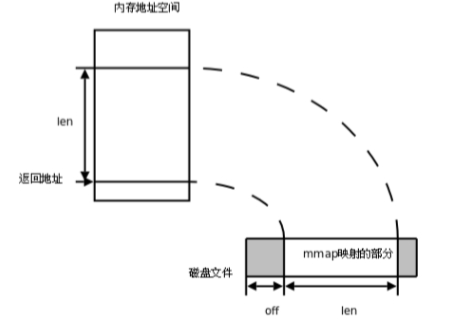 内存地址空间
len
返回地址
mmap映射的部分
磁盘文件
off
len